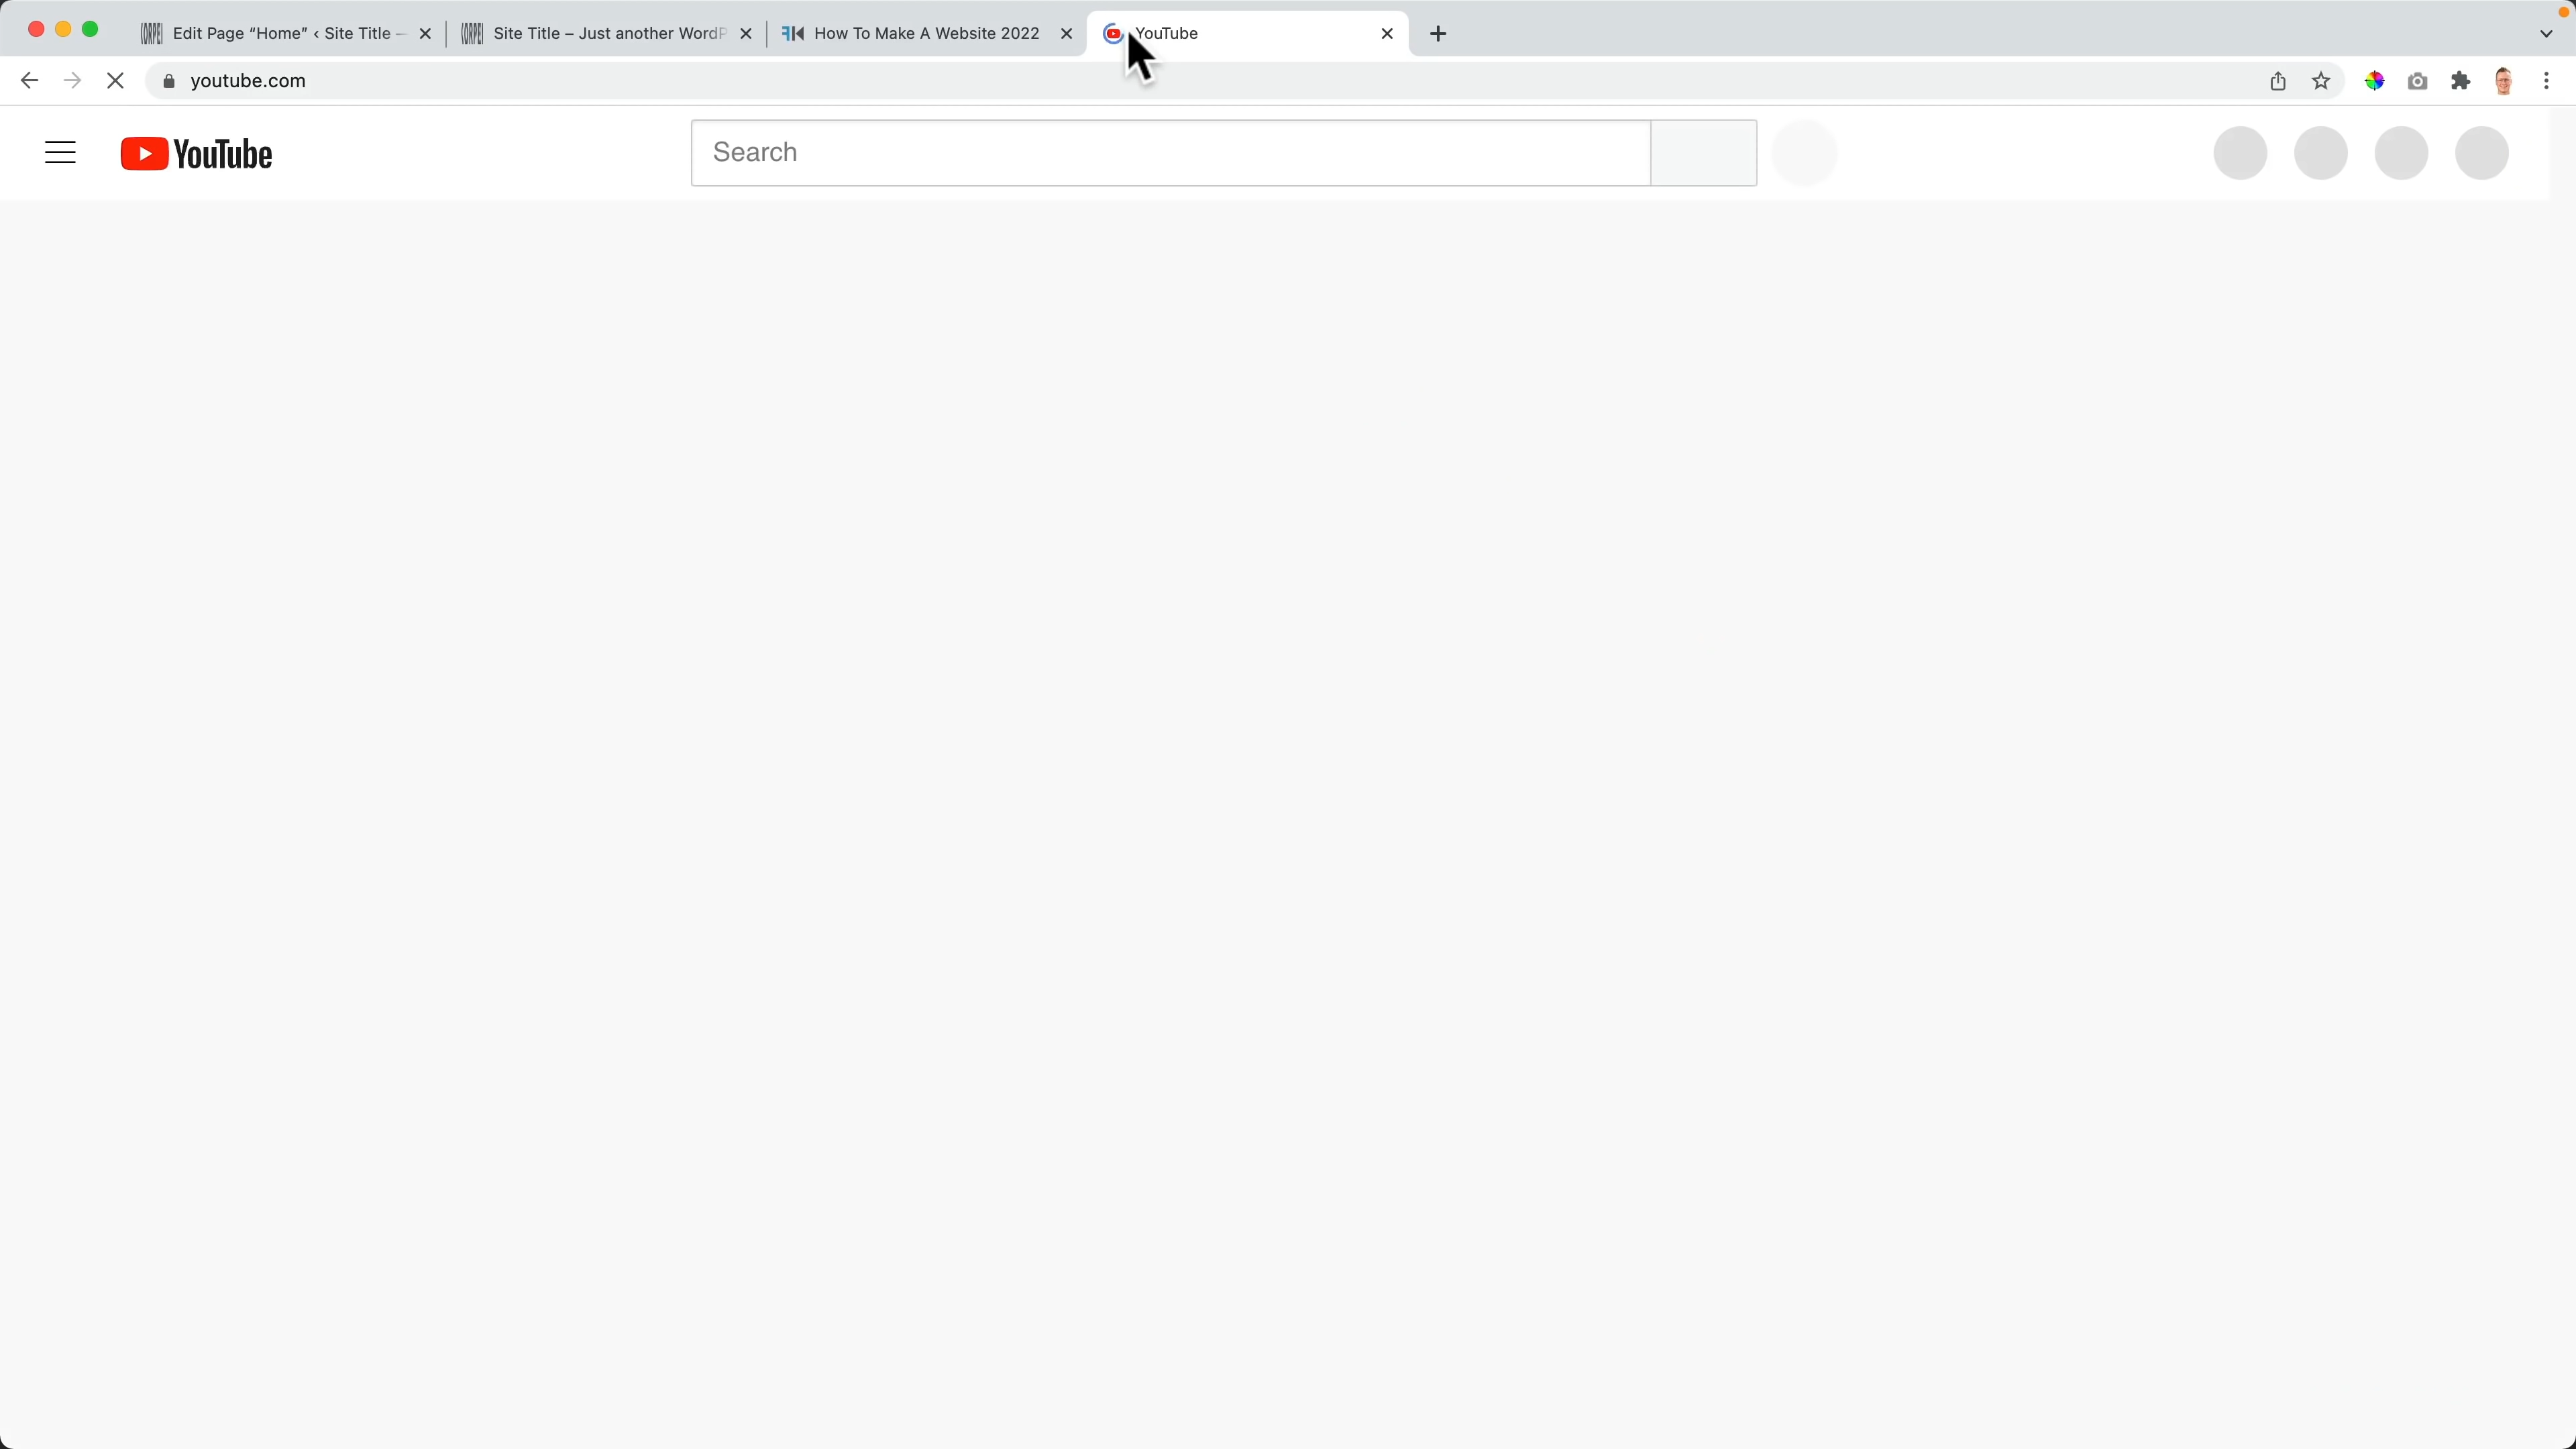 Edit Page “Home” ‹ Site Title —
Site Title – Just another WordP
How To Make A Website 2022
YouTube
youtube.com
YouTube
Search